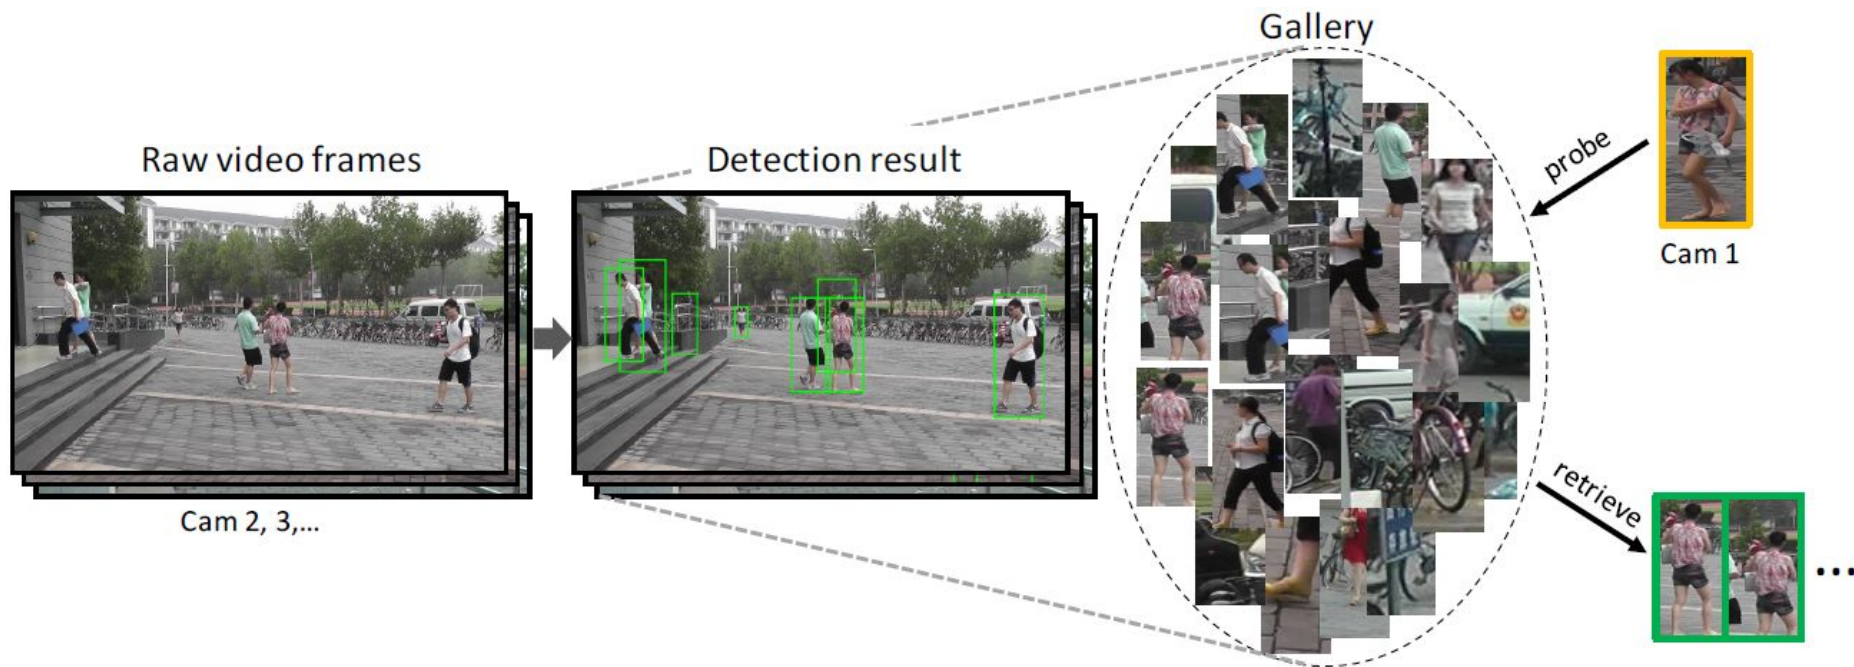 Gallery
Raw video frames
Detection result
probe
Cam 1
retrieve
Cam 2, 3,...
...